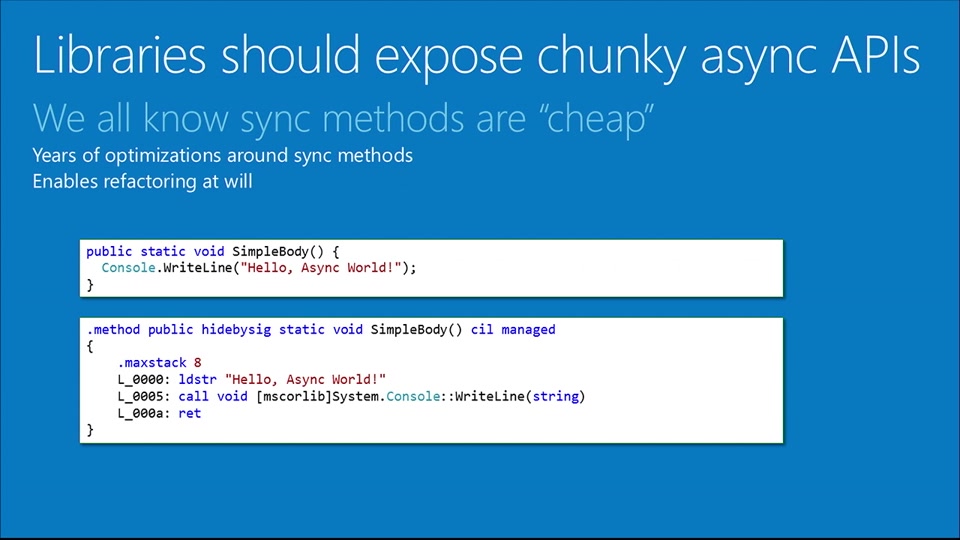 Libraries should expose chunky async APIs
We all know sync methods are “cheap”
Years of optimizations around sync methods
Enables refactoring at will
public static void SimpleBody() {
  Console.WriteLine("Hello, Async World!");
}
.method public hidebysig static void SimpleBody() cil managed
{
    .maxstack 8
    L_0000: ldstr "Hello, Async World!"
    L_0005: call void [mscorlib]System.Console::WriteLine(string)
    L_000a: ret
}